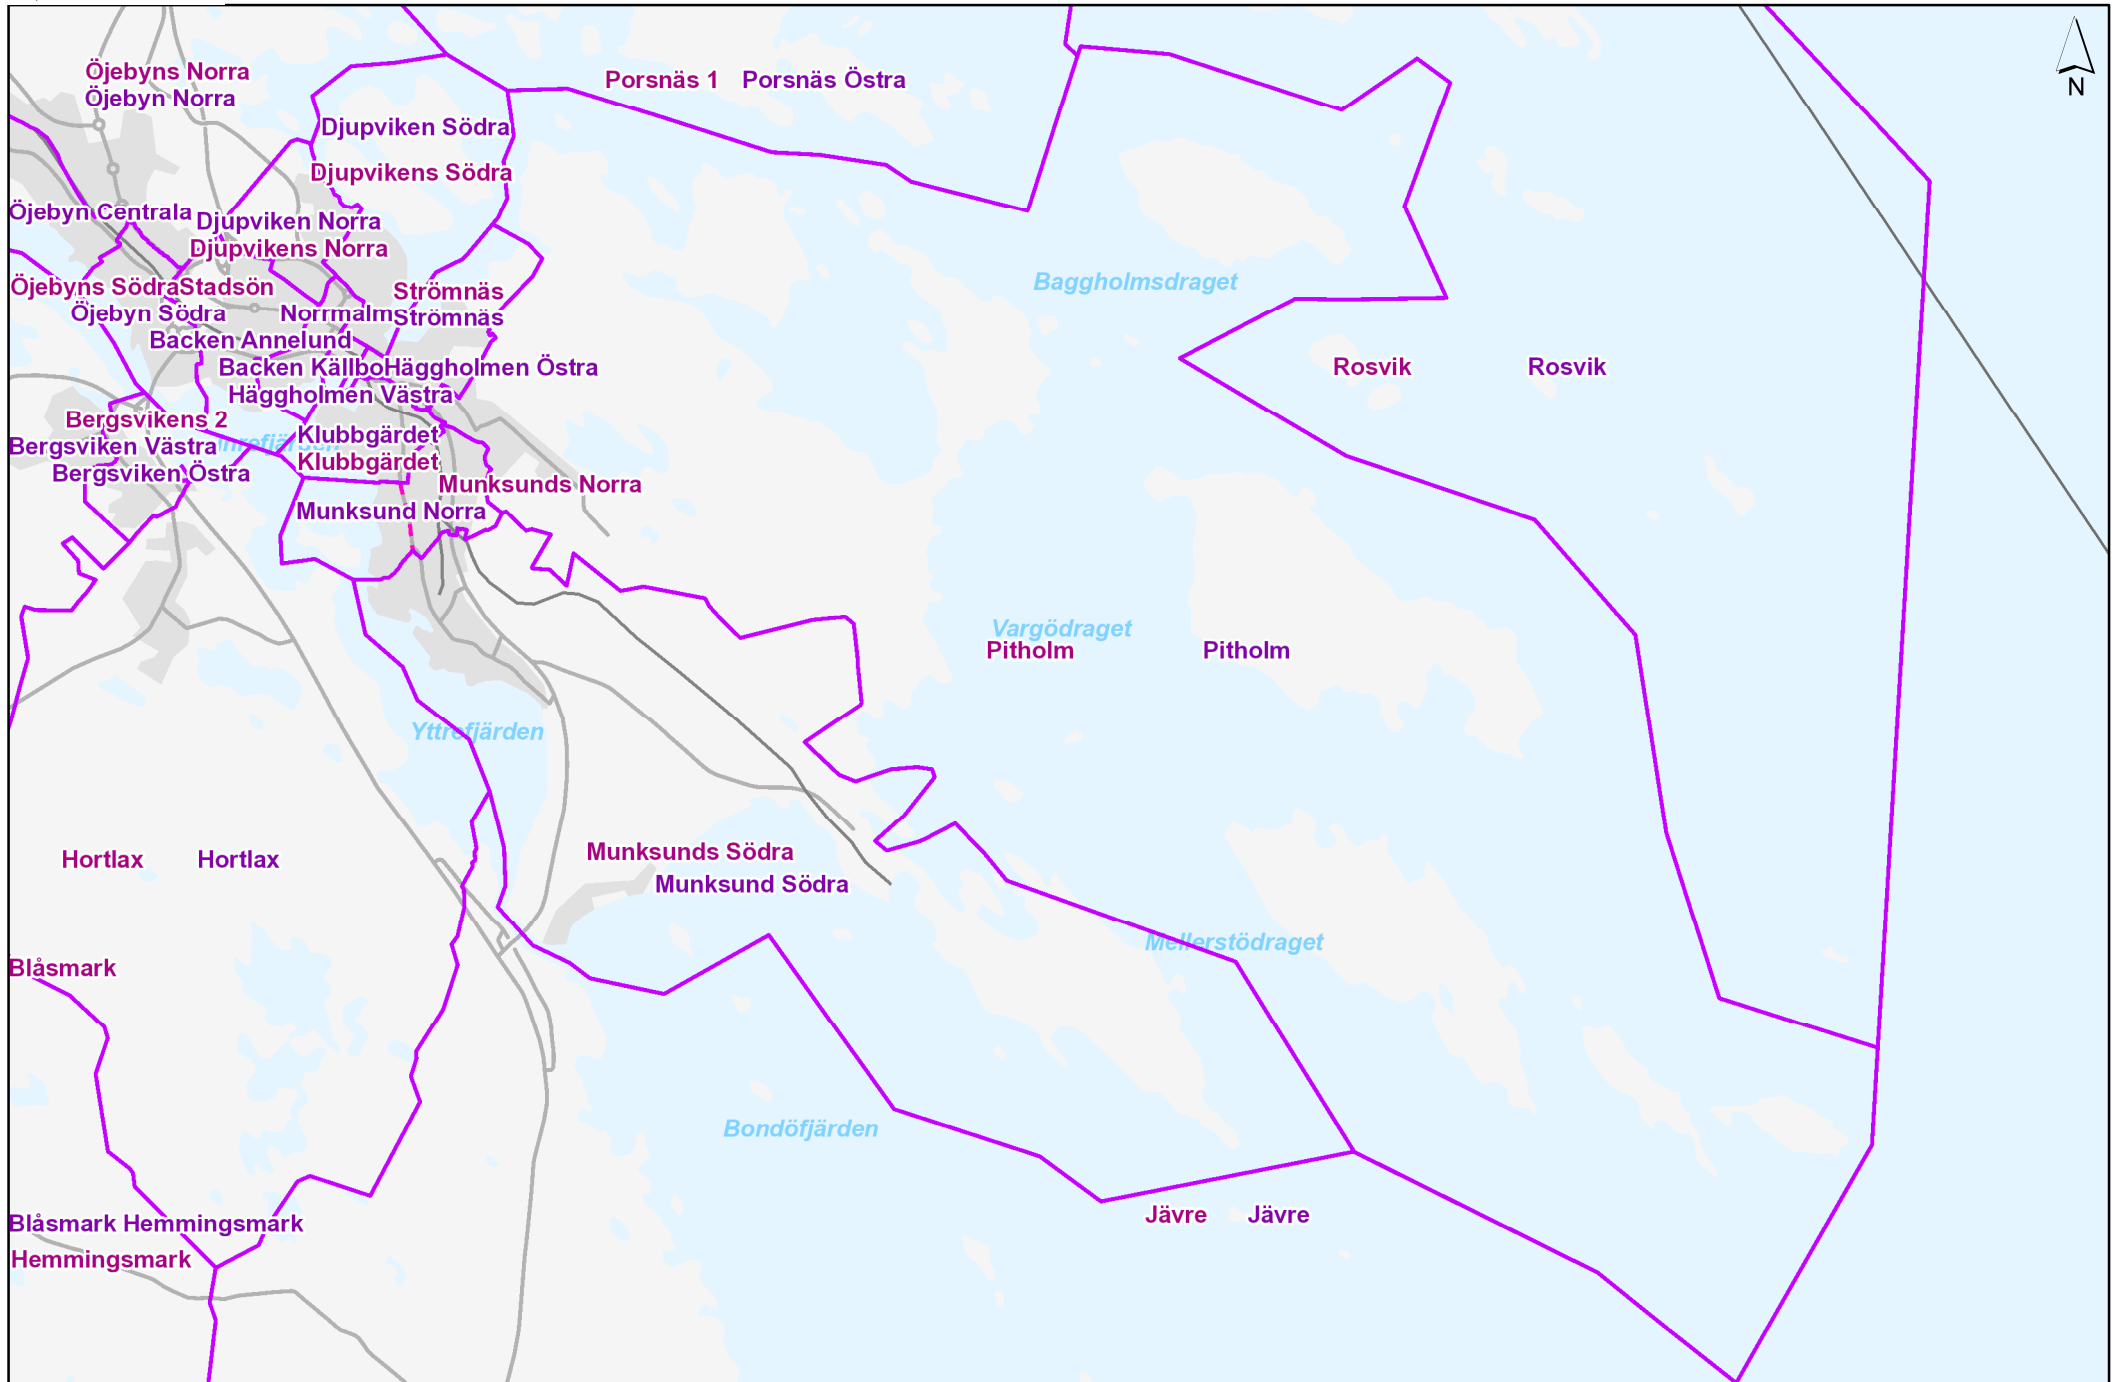 Öjebyns Norra
Öjebyn Norra
Porsnäs 1 Porsnäs Östra
N
Djupviken Södra
Djupvikens Södra
Öjebyn Centrala
Djupviken Norra
Djupvikens Norra
Baggholmsdraget
Öjebyns Södra Stadsön
Strömnäs
Öjebyn Södra
Norrmalm
Strömnäs
Backen Annelund
Backen Källbo
Häggholmen Östra
Rosvik Rosvik
Häggholmen Västra
Bergsvikens 2
Klubbgärdet
Bergsviken Västra
Klubbgärdet
Bergsviken Östra
Munksunds Norra
Munksund Norra
Vargödraget
Pitholm Pitholm
Yttrefjärden
Munksunds Södra
Hortlax Hortlax
Munksund Södra
Mellerstödraget
Blåsmark
Bondöfjärden
Jävre Jävre
Blåsmark Hemmingsmark
Hemmingsmark